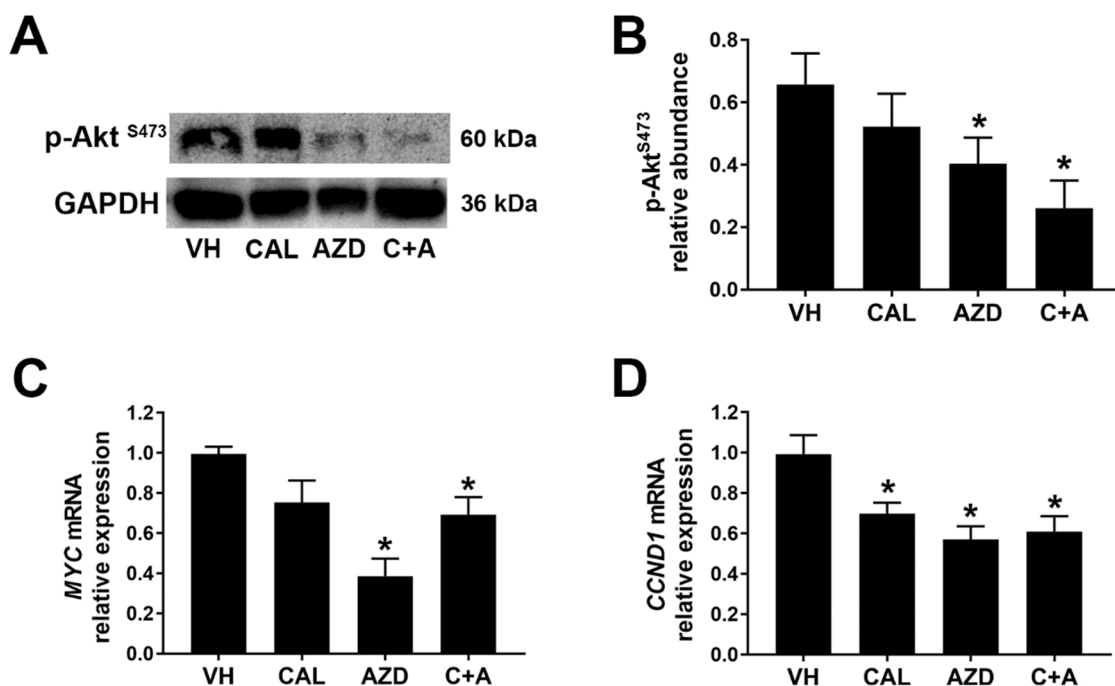 A
p-Akt S473
60 kDa
GAPDH
36 kDa
VH CAL AZD C+A
B
p-Akt S473
relative abundance
0.8
0.6
0.4
0.2
0.0
* *
VH CAL AZD C+A
C
MYC mRNA
relative expression
1.2
1.0
0.8
0.6
0.4
0.2
0.0
* *
VH CAL AZD C+A
D
CCND1 mRNA
relative expression
1.2
1.0
0.8
0.6
0.4
0.2
0.0
* * *
VH CAL AZD C+A